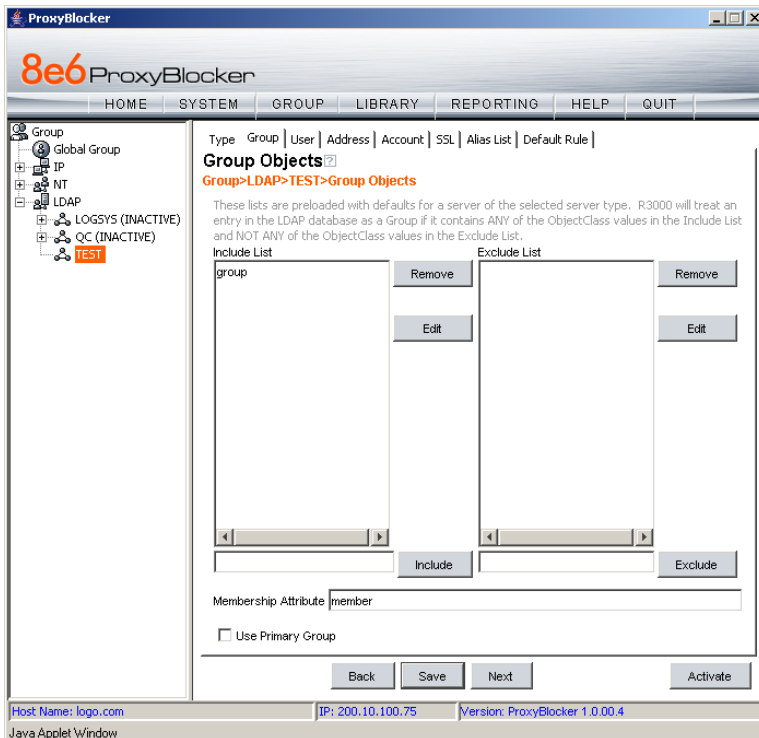 ProxyBlocker
8e6 ProxyBlocker
HOME SYSTEM GROUP LIBRARY REPORTING HELP QUIT
Group
Global Group
IP
NT
LDAP
LOGSYS (INACTIVE)
QC (INACTIVE)
TEST
Type Group User Address Account SSL Alias List Default Rule
Group Objects ?
Group>LDAP>TEST>Group Objects
These lists are preloaded with defaults for a server of the selected server type. R3000 will treat an
entry in the LDAP database as a Group if it contains ANY of the ObjectClass values in the Include List
and NOT ANY of the ObjectClass values in the Exclude List.
Include List Exclude List
group Remove Remove
Edit Edit
Include Exclude
Membership Attribute member
Use Primary Group
Back Save Next Activate
Host Name: logo.com IP: 200.10.100.75 Version: ProxyBlocker 1.0.00.4
Java Applet Window